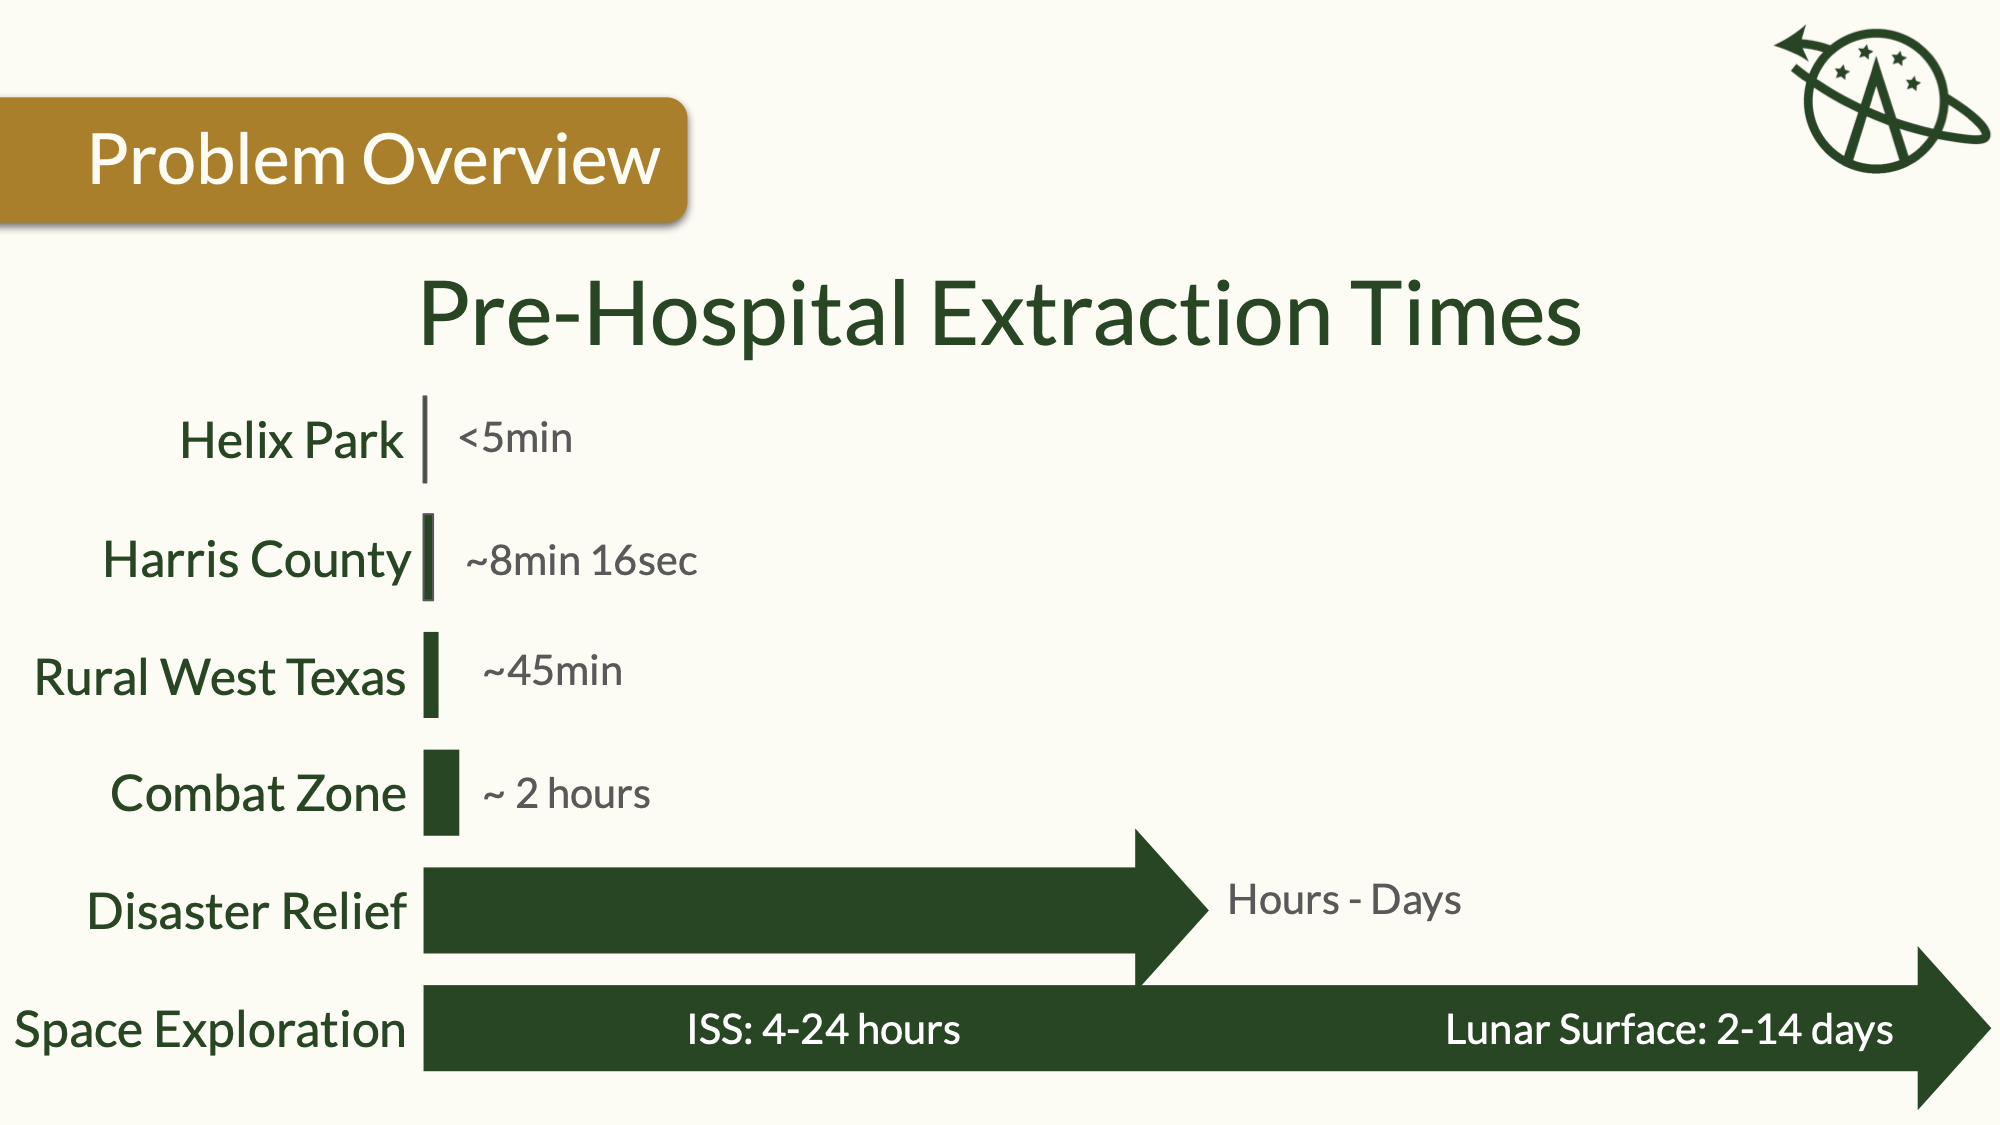 Problem Overview
Pre-Hospital Extraction Times
Helix Park <5min
Harris County ~8min 16sec
Rural West Texas ~45min
Combat Zone ~ 2 hours
Disaster Relief Hours - Days
Space Exploration ISS: 4-24 hours Lunar Surface: 2-14 days